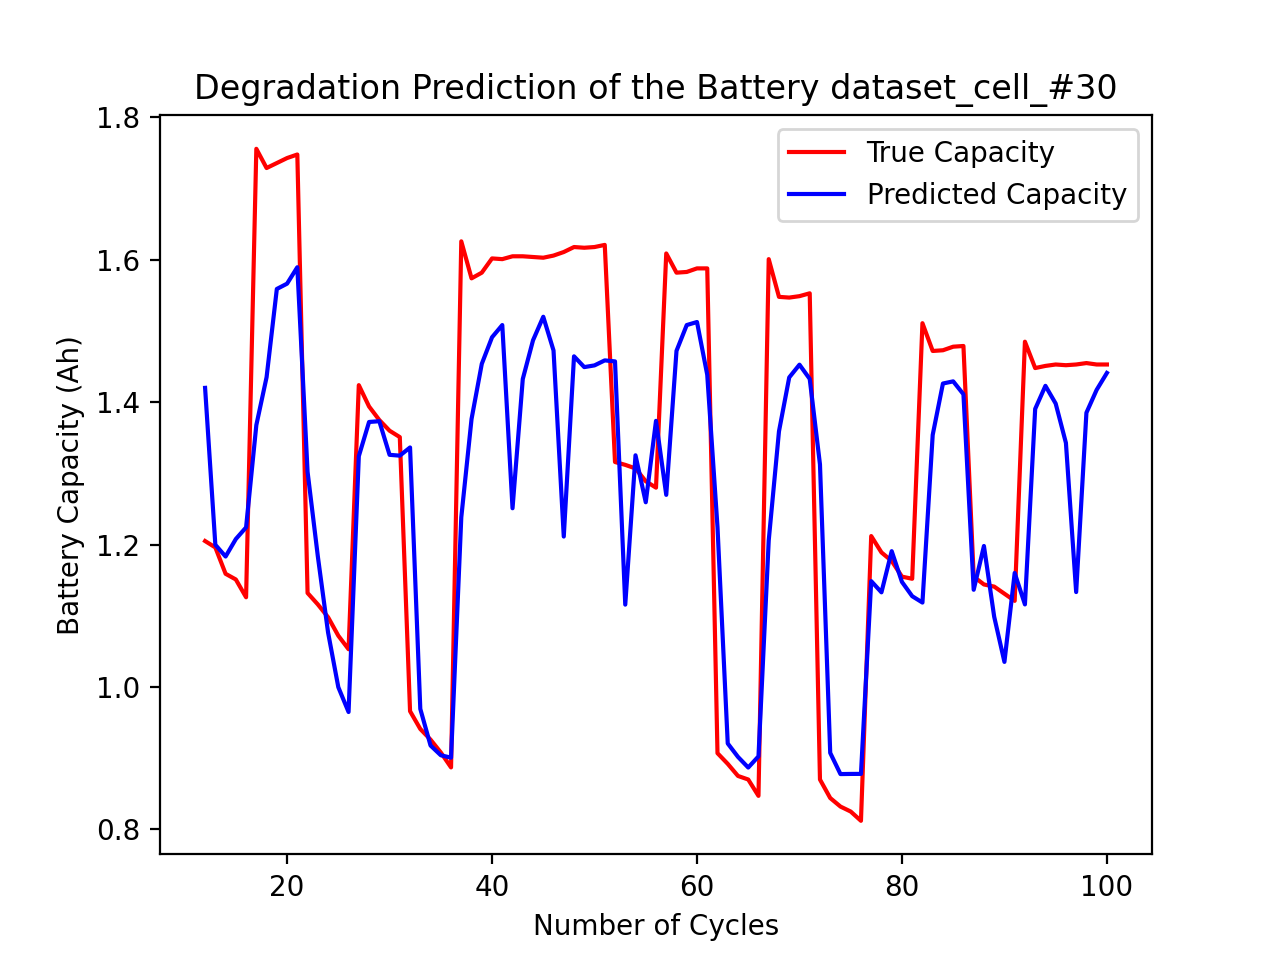 Degradation Prediction of the Battery dataset_cell_#30
True Capacity
Predicted Capacity
Battery Capacity (Ah)
1.8
1.6
1.4
1.2
1.0
0.8
20 40 60 80 100
Number of Cycles